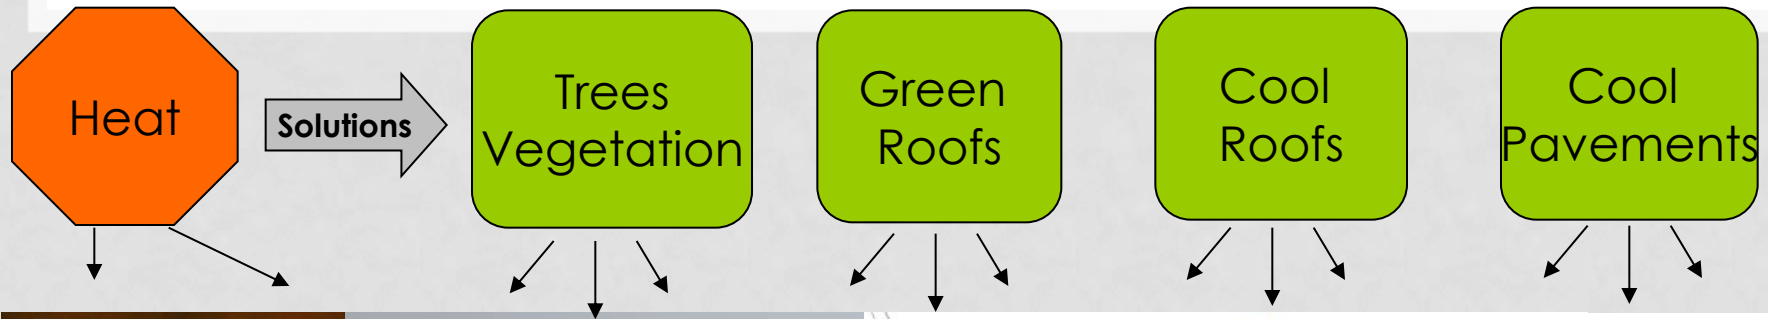 Heat
Solutions
Trees
Vegetation
Green
Roofs
Cool
Roofs
Cool
Pavements